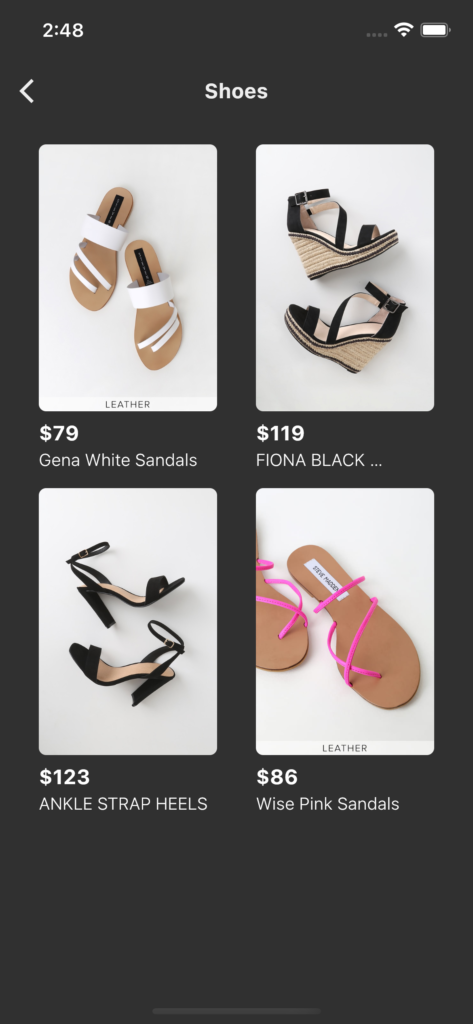 2:48
Shoes
LEATHER
$79
Gena White Sandals
$119
FIONA BLACK ...
STEVE MADDEN
LEATHER
$123
ANKLE STRAP HEELS
$86
Wise Pink Sandals